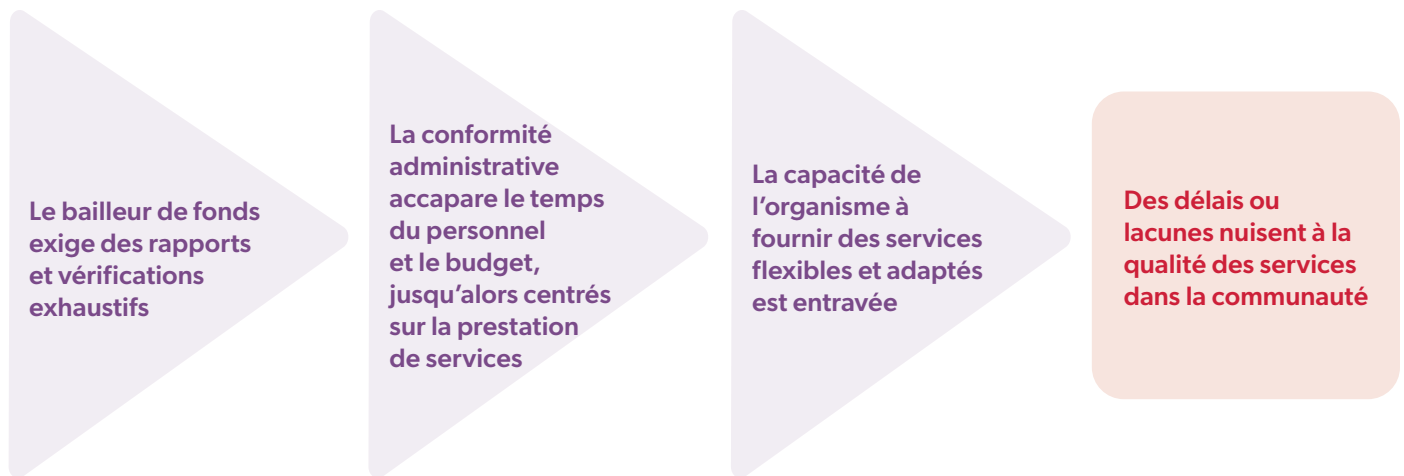 Le bailleur de fonds
exige des rapports
et vérifications
exhaustifs
La conformité
administrative
accapare le temps
du personnel
et le budget,
jusqu’alors centrés
sur la prestation
de services
La capacité de
l’organisme à
fournir des services
flexibles et adaptés
est entravée
Des délais ou
lacunes nuisent à la
qualité des services
dans la communauté